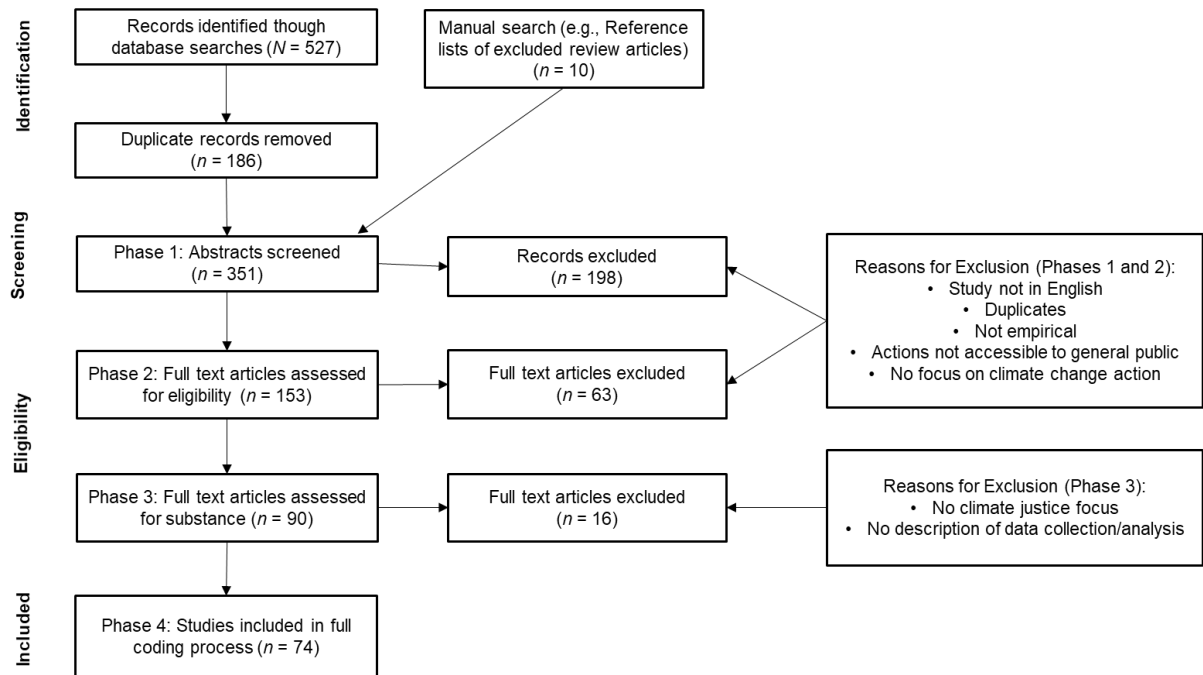 Identification
Records identified though
database searches (N = 527)
Manual search (e.g., Reference
lists of excluded review articles)
(n = 10)
Duplicate records removed
(n = 186)
Screening
Phase 1: Abstracts screened
(n = 351)
Records excluded
(n = 198)
Reasons for Exclusion (Phases 1 and 2):
• Study not in English
• Duplicates
• Not empirical
• Actions not accessible to general public
• No focus on climate change action
Eligibility
Phase 2: Full text articles assessed
for eligibility (n = 153)
Full text articles excluded
(n = 63)
Phase 3: Full text articles assessed
for substance (n = 90)
Full text articles excluded
(n = 16)
Reasons for Exclusion (Phase 3):
• No climate justice focus
• No description of data collection/analysis
Included
Phase 4: Studies included in full
coding process (n = 74)